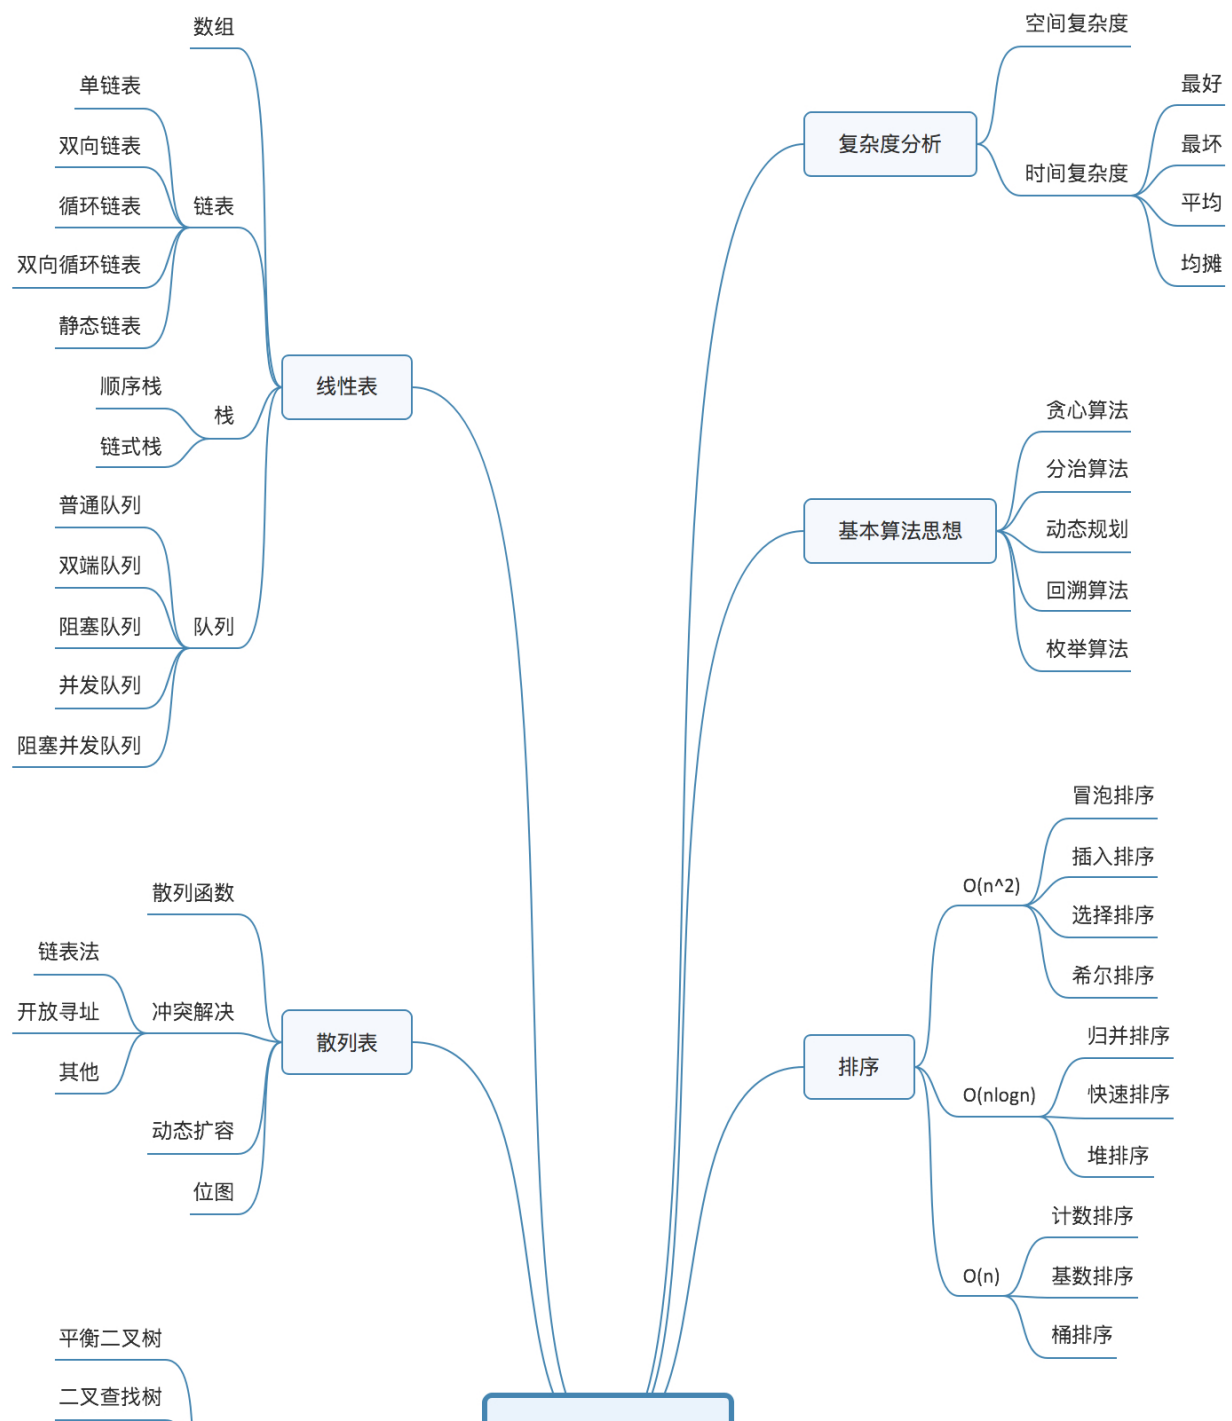 数组
单链表
双向链表
循环链表
双向循环链表
静态链表
链表
顺序栈
链式栈
栈
线性表
普通队列
双端队列
阻塞队列
并发队列
阻塞并发队列
队列
散列函数
链表法
开放寻址
其他
冲突解决
散列表
动态扩容
位图
平衡二叉树
二叉查找树
空间复杂度
复杂度分析
时间复杂度
最好
最坏
平均
均摊
基本算法思想
贪心算法
分治算法
动态规划
回溯算法
枚举算法
排序
O(n^2)
冒泡排序
插入排序
选择排序
希尔排序
O(nlogn)
归并排序
快速排序
堆排序
O(n)
计数排序
基数排序
桶排序